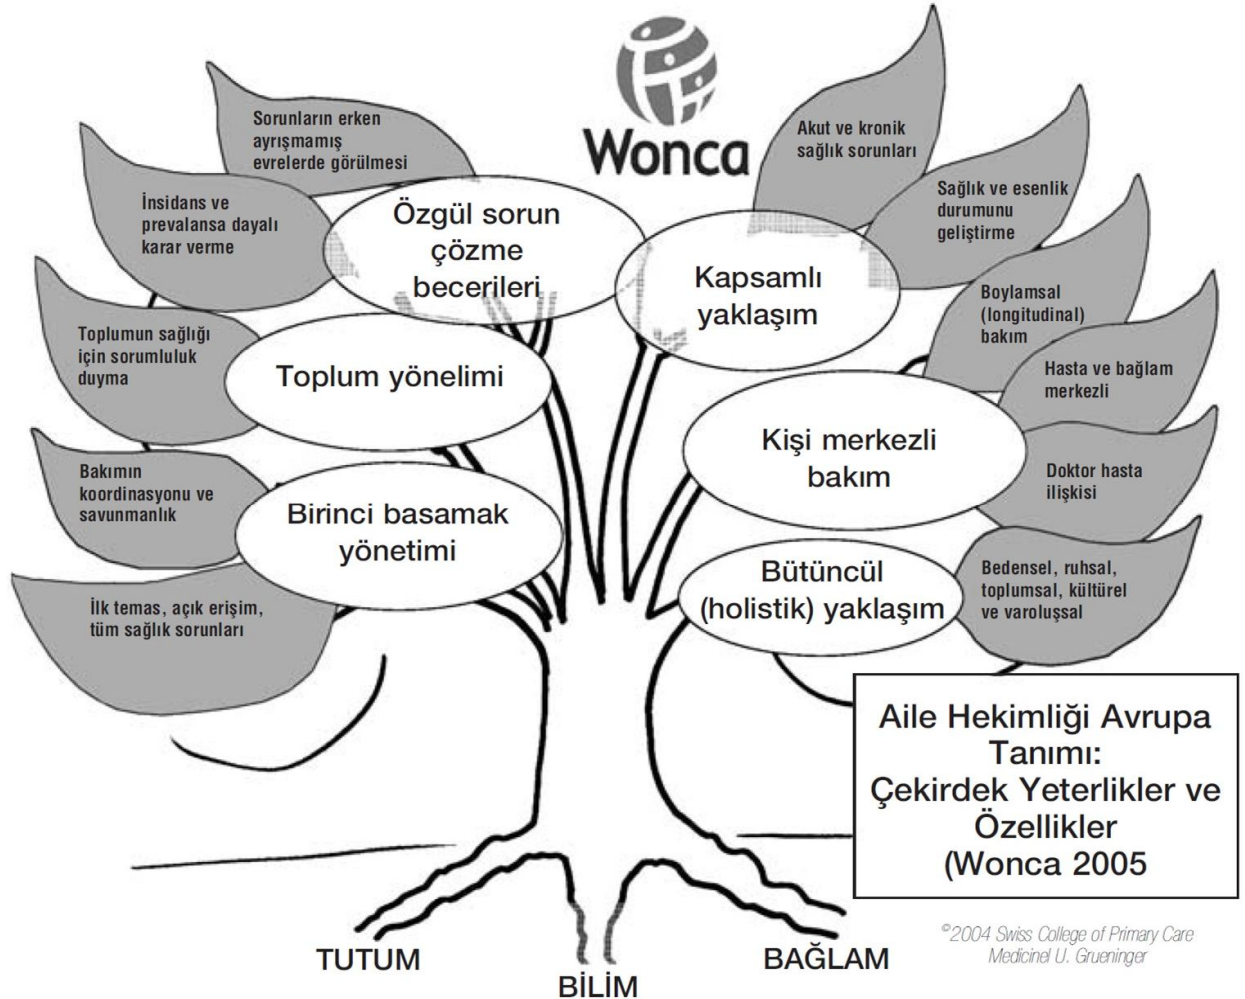 Wonca
Sorunların erken
ayrışmamış
evrelerde görülmesi
İnsidans ve
prevalansa dayalı
karar verme
Toplumun sağlığı
için sorumluluk
duyma
Bakımın
koordinasyonu ve
savunmanlık
İlk temas, açık erişim,
tüm sağlık sorunları
Özgül sorun
çözme
becerileri
Toplum yönelimi
Birinci basamak
yönetimi
Kapsamlı
yaklaşım
Kişi merkezli
bakım
Bütüncül
(holistik) yaklaşım
Akut ve kronik
sağlık sorunları
Sağlık ve esenlik
durumunu
geliştirme
Boylamsal
(longitudinal)
bakım
Hasta ve bağlam
merkezli
Doktor hasta
ilişkisi
Bedensel, ruhsal,
toplumsal, kültürel
ve varoluşsal
Aile Hekimliği Avrupa
Tanımı:
Çekirdek Yeterlikler ve
Özellikler
(Wonca 2005
TUTUM
BİLİM
BAĞLAM
©2004 Swiss College of Primary Care
Medicinel U. Grueninger